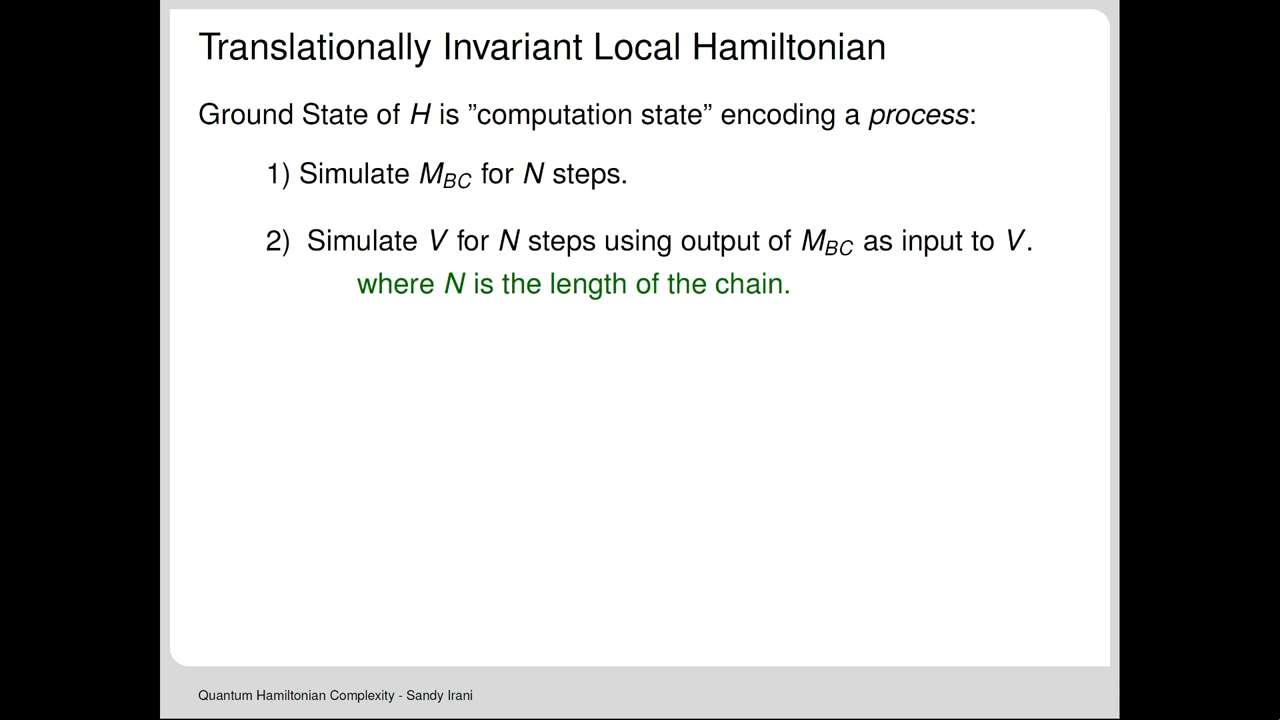 Translationally Invariant Local Hamiltonian
Ground State of H is ”computation state” encoding a process:
1) Simulate M_BC for N steps.
2) Simulate V for N steps using output of M_BC as input to V.
where N is the length of the chain.
Quantum Hamiltonian Complexity - Sandy Irani